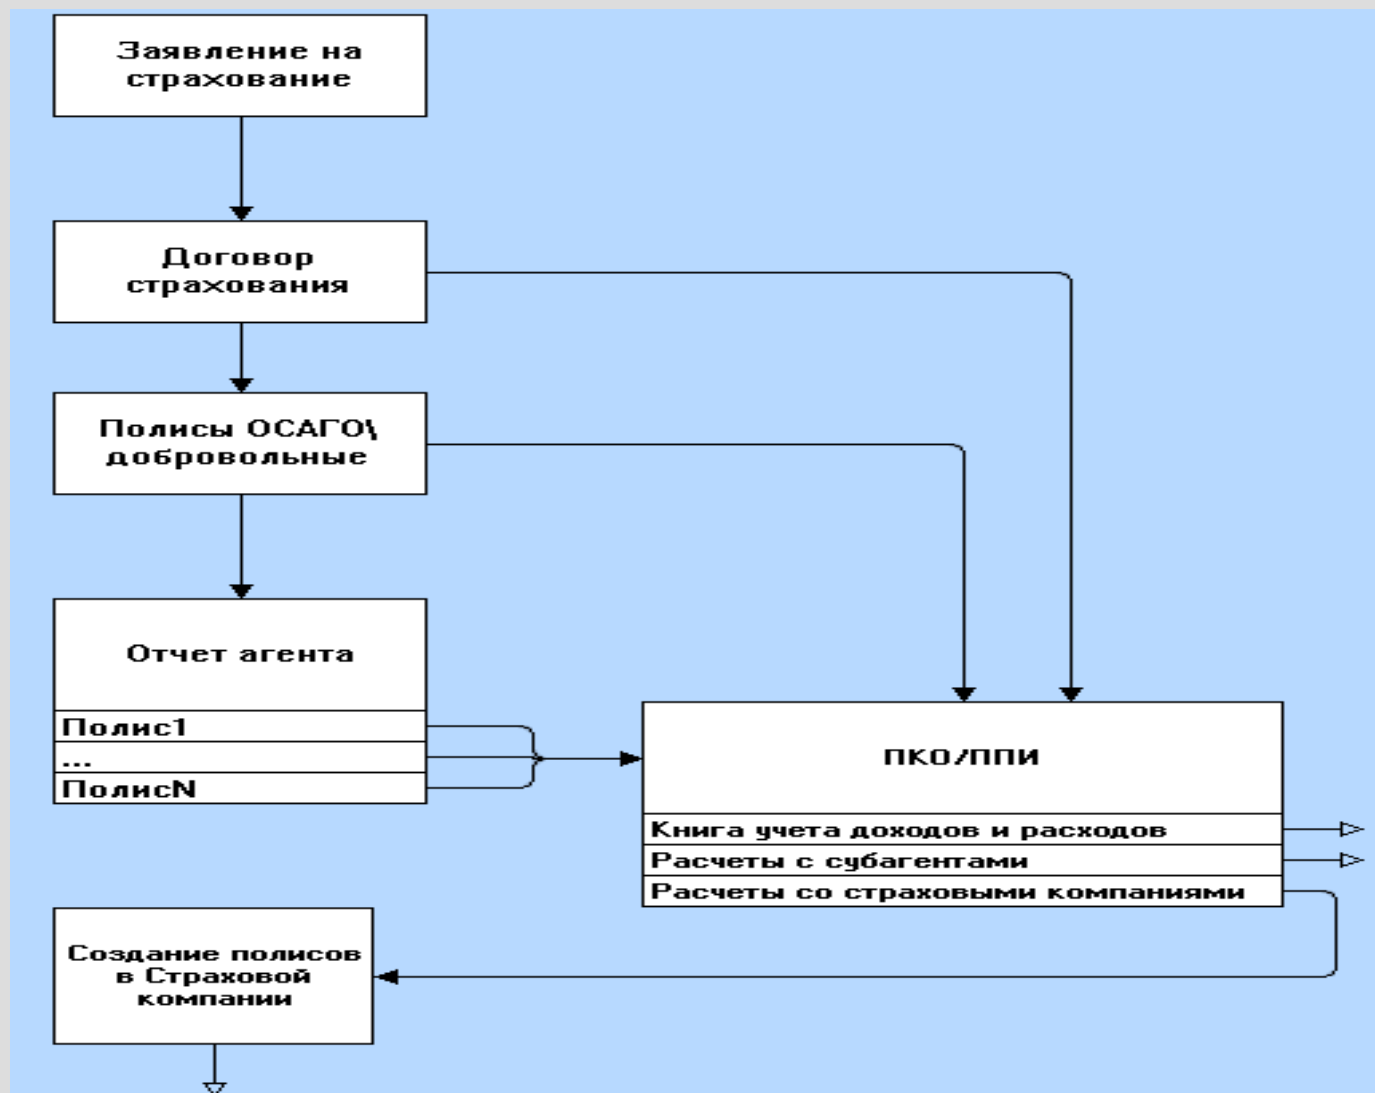 Заявление на
страхование
Договор
страхования
Полисы ОСАГО\
добровольные
Отчет агента
Полис1
...
ПолисN
ПКО/ППИ
Книга учета доходов и расходов
Расчеты с субагентами
Расчеты со страховыми компаниями
Создание полисов
в Страховой
компании